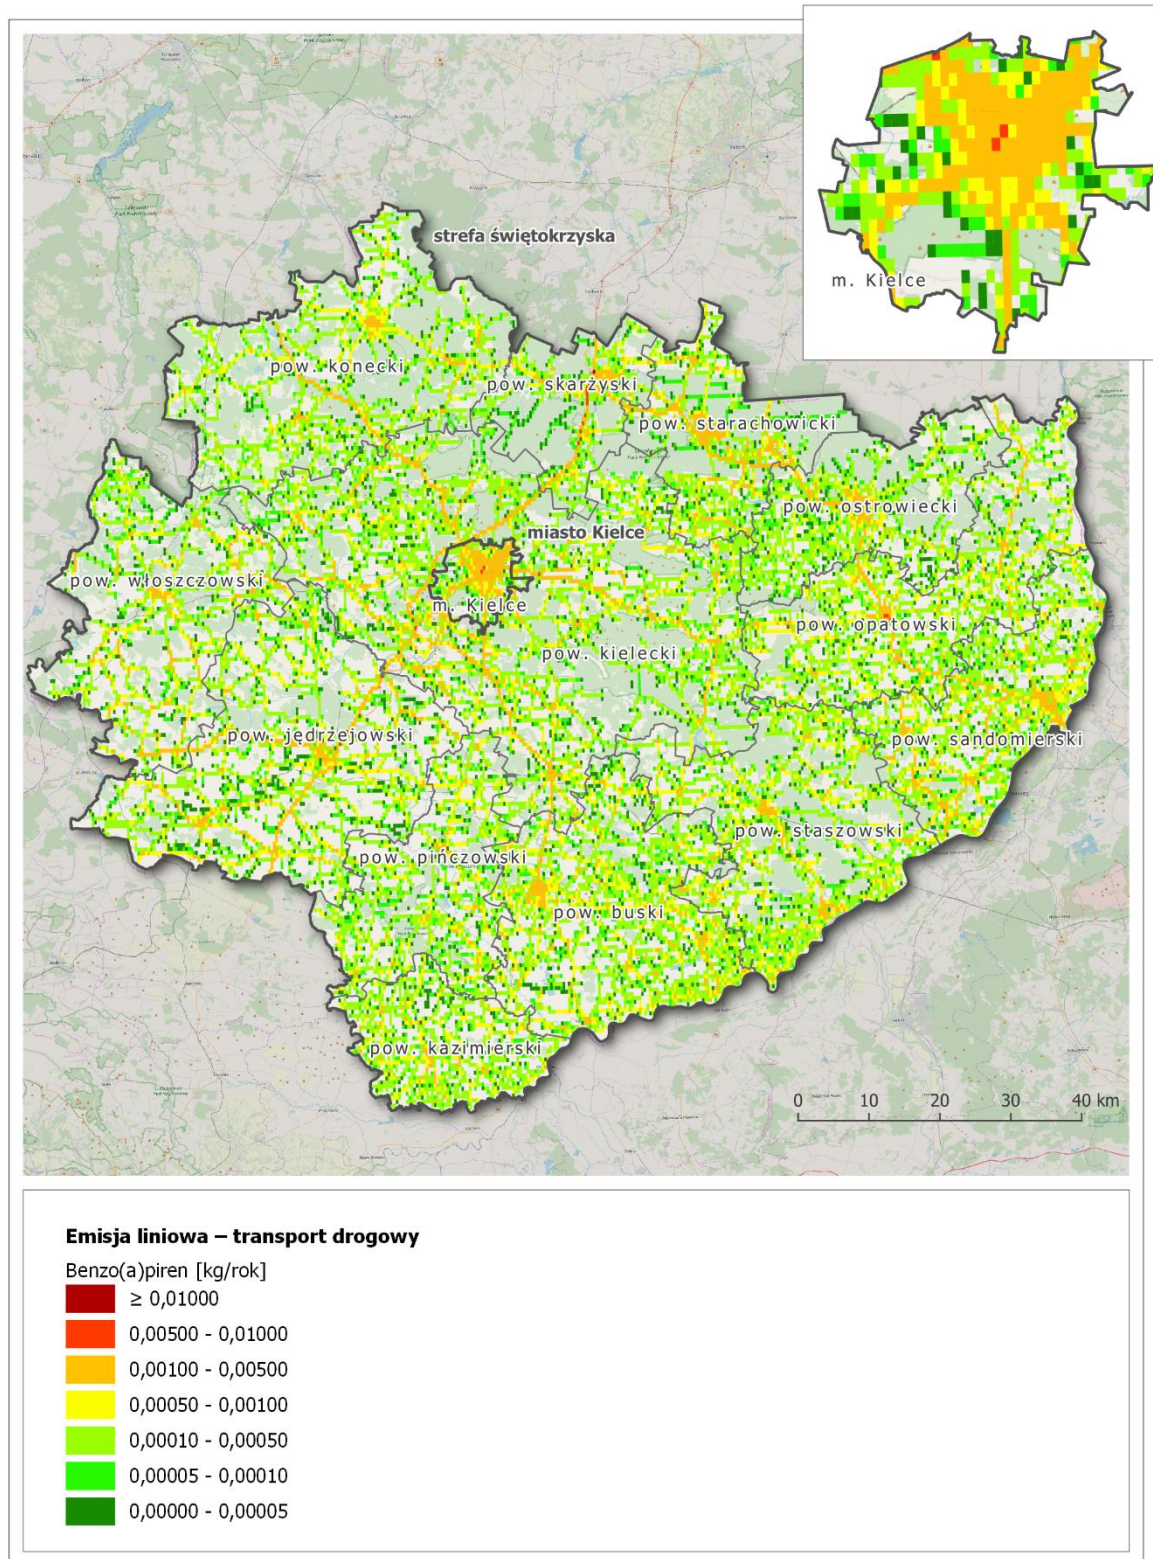 m. Kielce
strefa świętokrzyska
pow. konecki
pow. skarżyski
pow. starachowicki
pow. ostrowiecki
miasto Kielce
pow. włoszczowski
m. Kielce
pow. opatowski
pow. kielecki
pow. jędrzejowski
pow. sandomierski
pow. staszowski
pow. pińczowski
pow. buski
pow. kazimierski
0 10 20 30 40 km
Emisja liniowa – transport drogowy
Benzo(a)piren [kg/rok]
≥ 0,01000
0,00500 - 0,01000
0,00100 - 0,00500
0,00050 - 0,00100
0,00010 - 0,00050
0,00005 - 0,00010
0,00000 - 0,00005